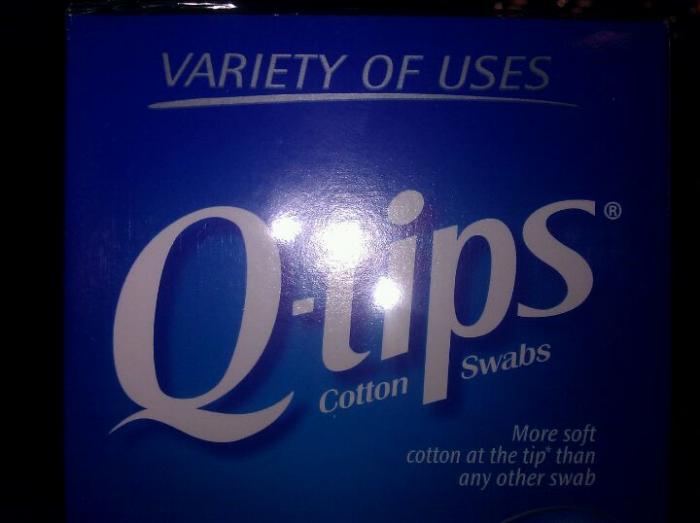 VARIETY OF USES
Q-tips®
Cotton Swabs
More soft
cotton at the tip* than
any other swab